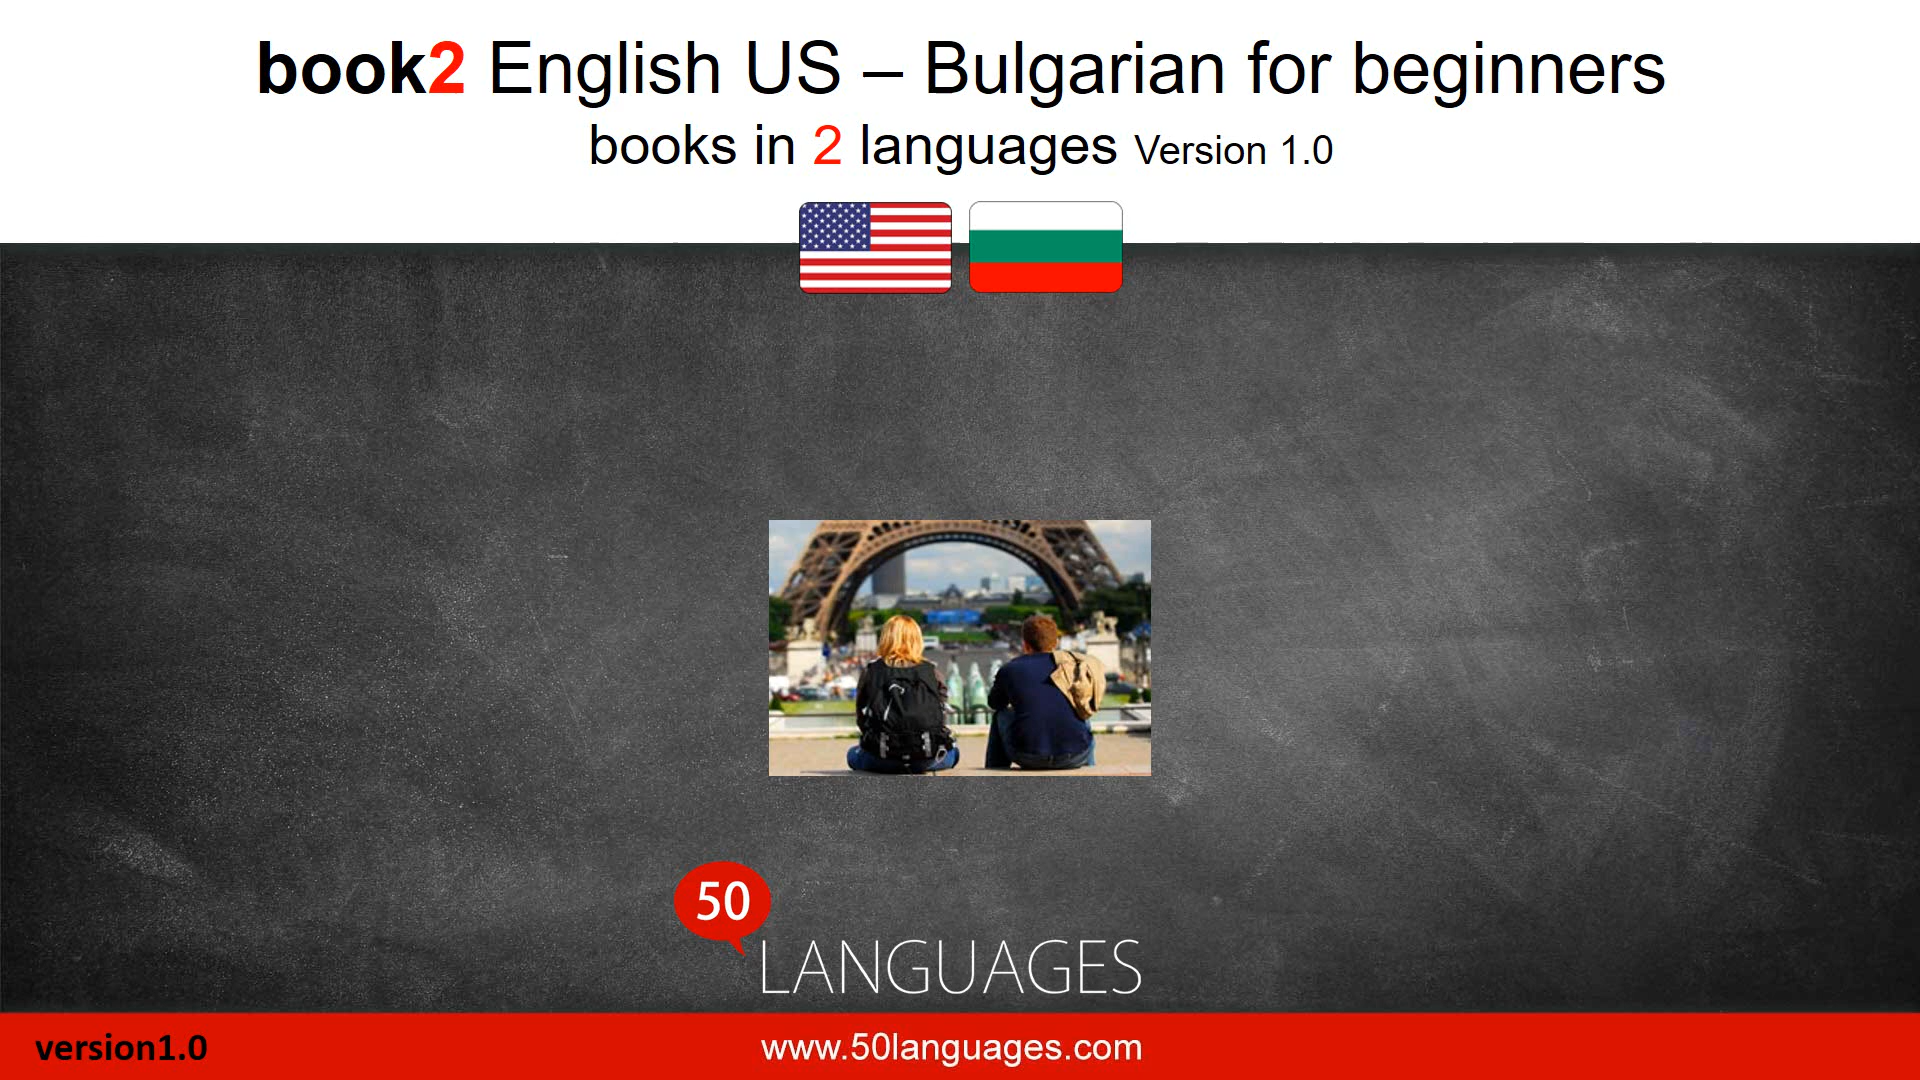 book2 English US – Bulgarian for beginners
books in 2 languages Version 1.0
50
LANGUAGES
version1.0
www.50languages.com